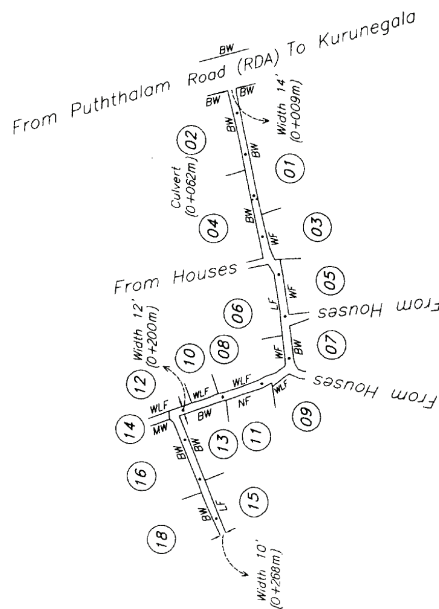 BW
From Puththalam Road (RDA) To Kurunegala
BW
BW
Width 14'
(0+009m)
BW
02
BW
01
Culvert
(0+062m)
BW
04
WF
03
From Houses
WF
05
LF
06
From Houses
WF
BW
07
From Houses
Width 12'
(0+200m)
08
10
12
WLF
WLF
WLF
WLF
09
NF
11
BW
13
14
MW
BW
BW
16
LF
15
BW
18
Width 10'
(0+268m)